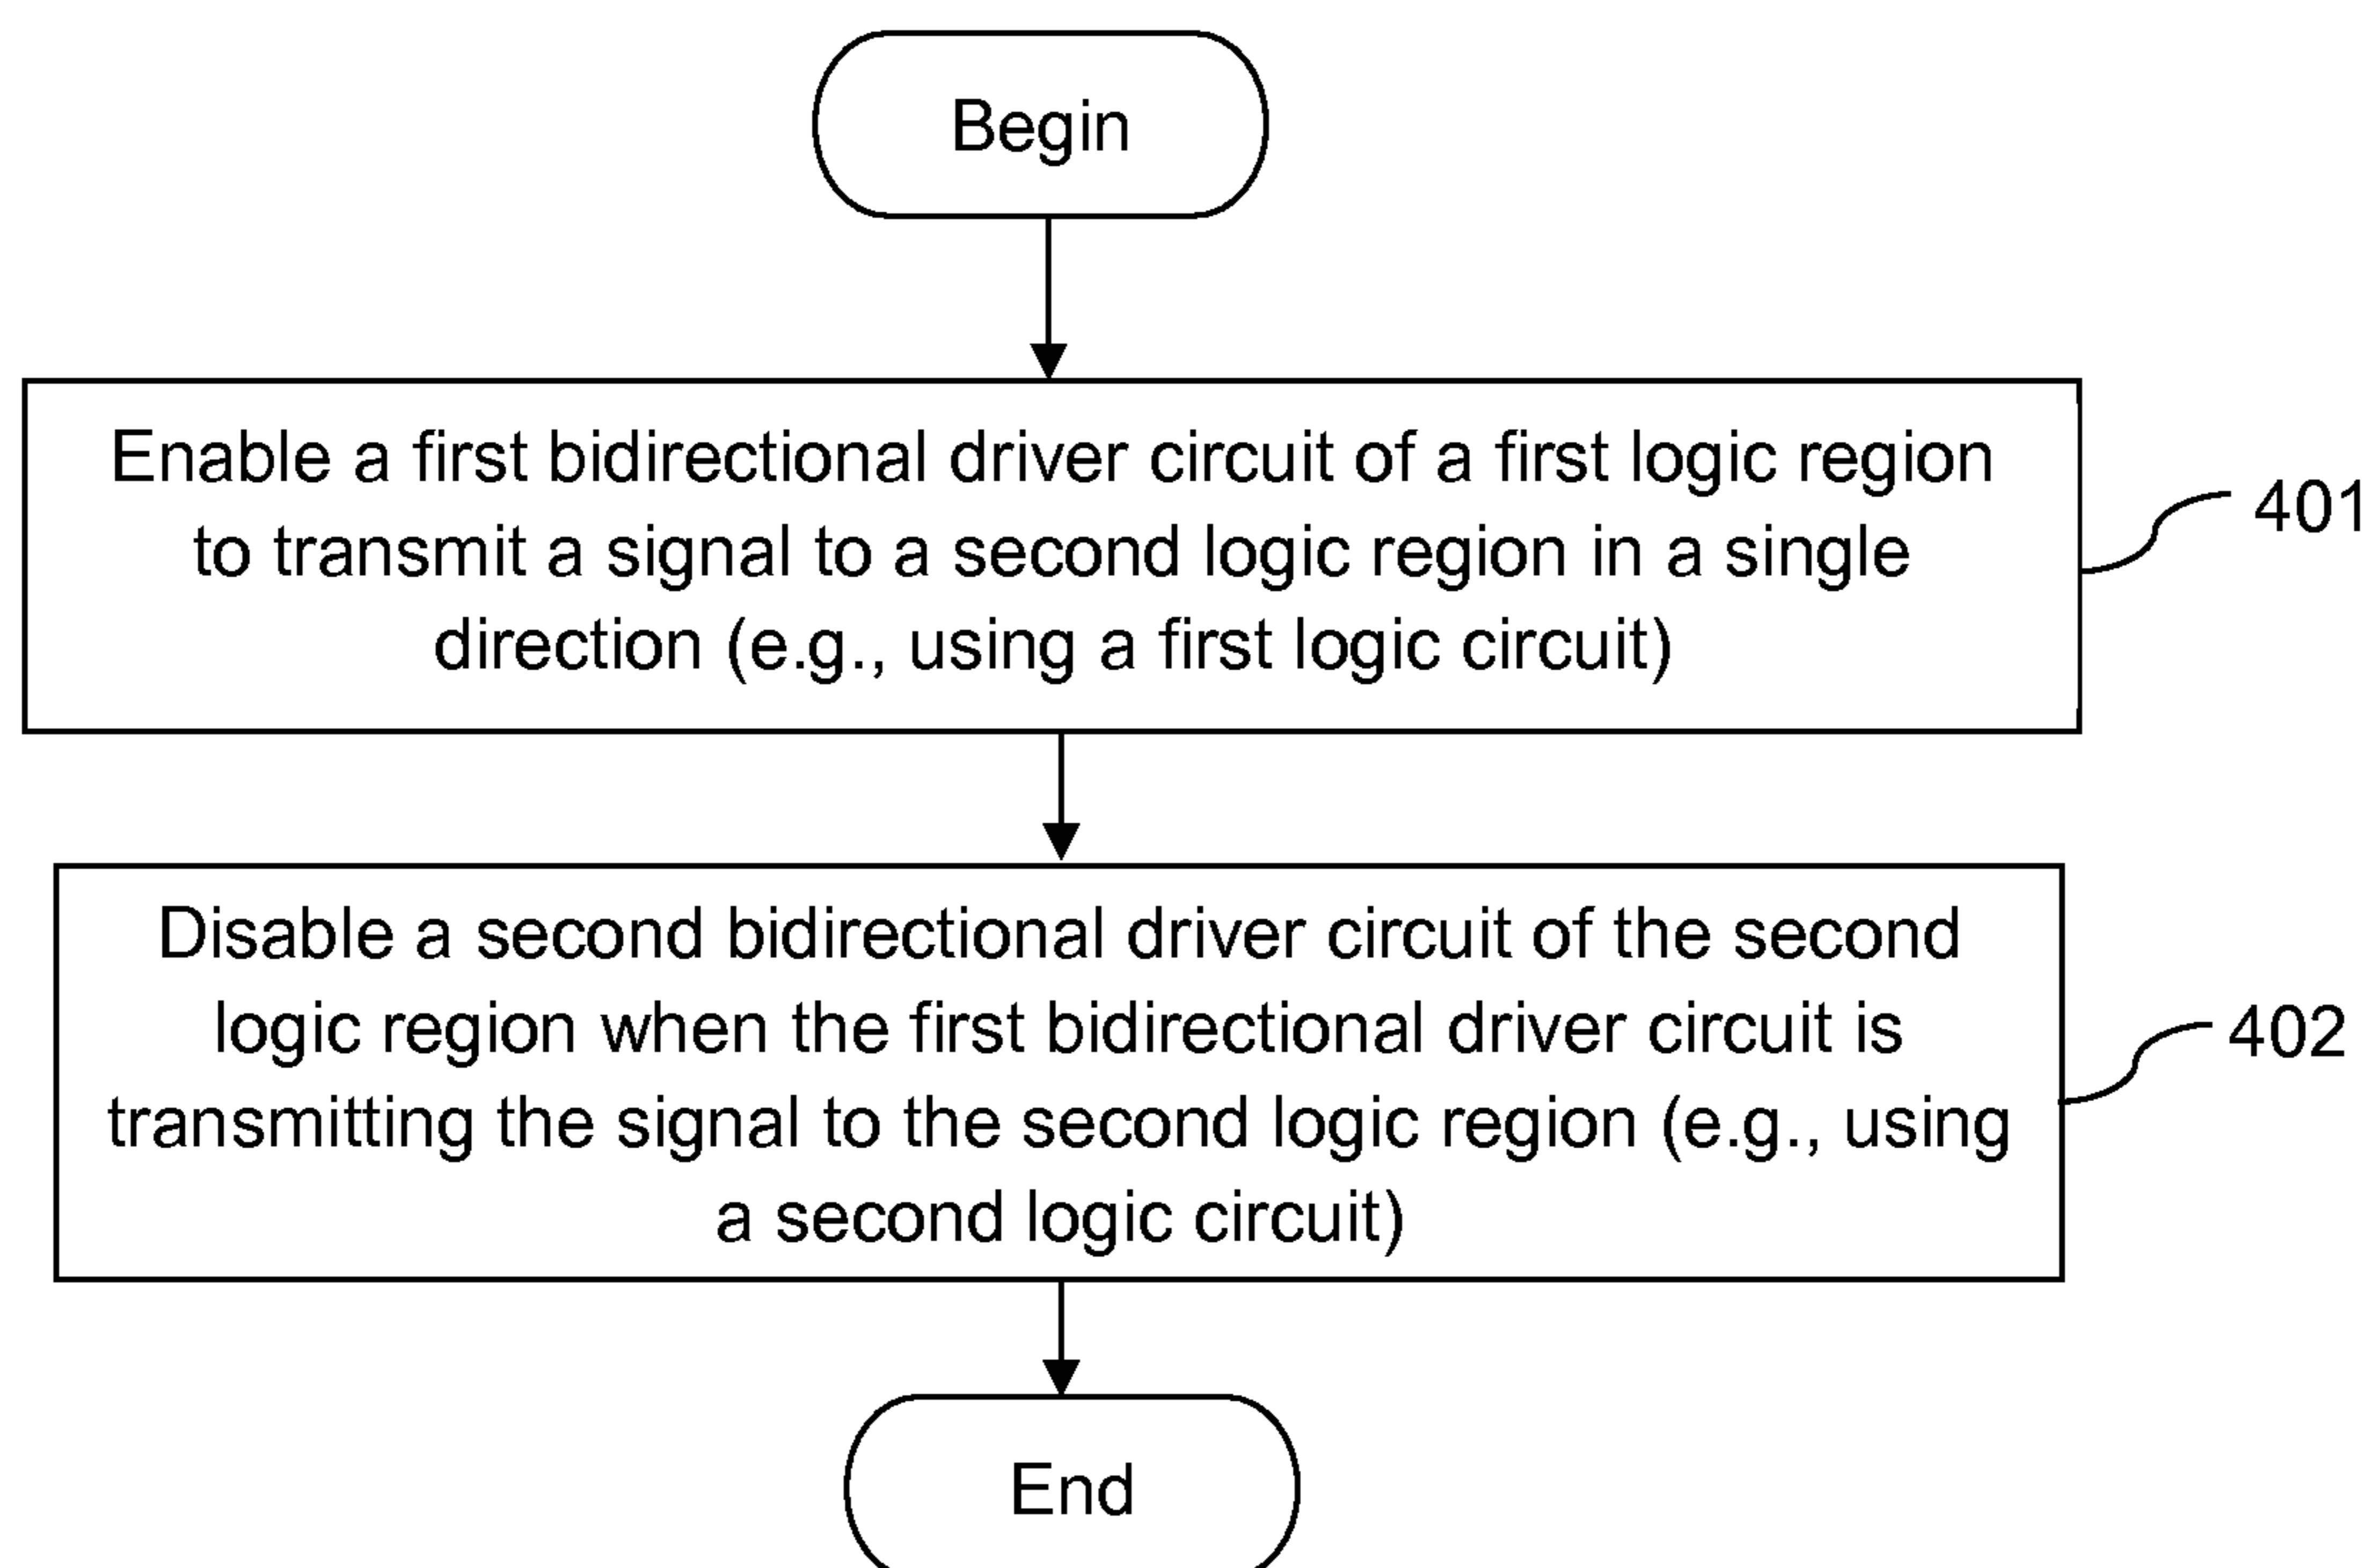 Begin
Enable a first bidirectional driver circuit of a first logic region
to transmit a signal to a second logic region in a single
direction (e.g., using a first logic circuit)
401
Disable a second bidirectional driver circuit of the second
logic region when the first bidirectional driver circuit is
transmitting the signal to the second logic region (e.g., using
a second logic circuit)
402
End